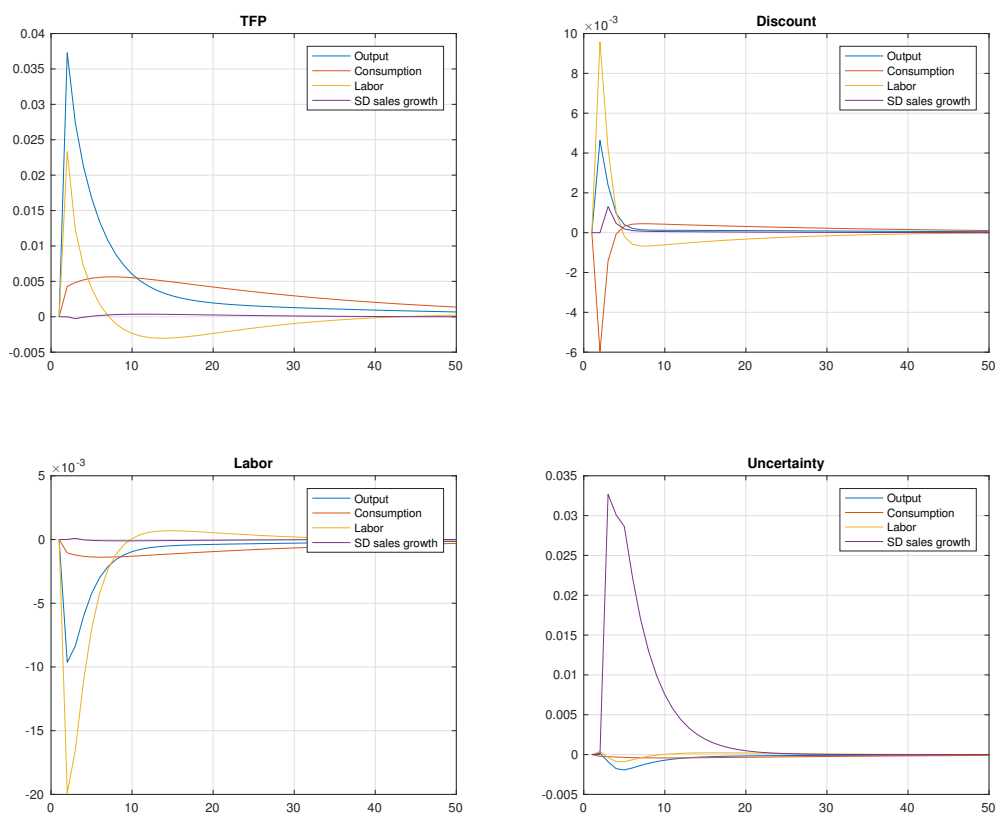 TFP
0.04
0.035
0.03
0.025
0.02
0.015
0.01
0.005
0
-0.005
0 10 20 30 40 50
Output
Consumption
Labor
SD sales growth
Discount
×10-3
10
8
6
4
2
0
-2
-4
-6
0 10 20 30 40 50
Output
Consumption
Labor
SD sales growth
Labor
×10-3
5
0
-5
-10
-15
-20
0 10 20 30 40 50
Output
Consumption
Labor
SD sales growth
Uncertainty
0.035
0.03
0.025
0.02
0.015
0.01
0.005
0
-0.005
0 10 20 30 40 50
Output
Consumption
Labor
SD sales growth